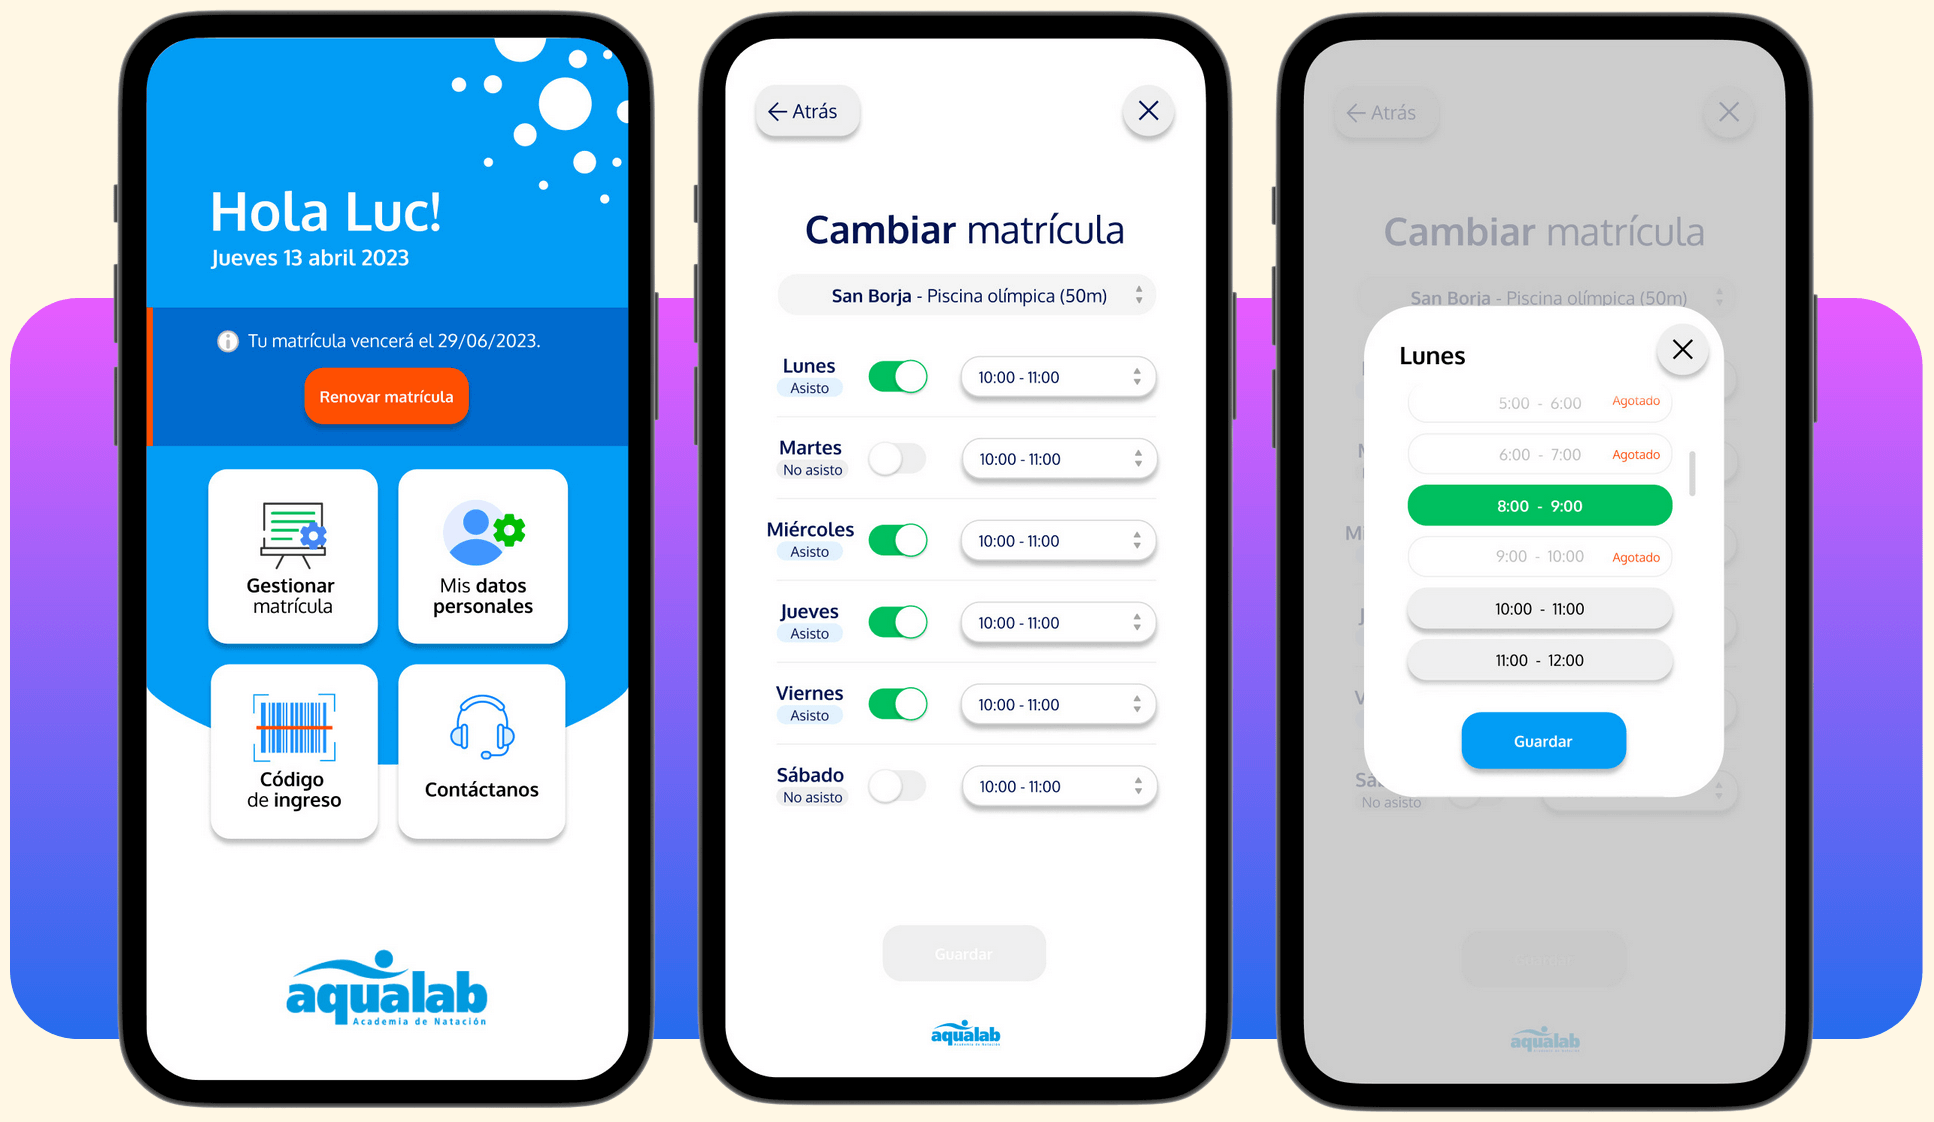 Hola Luc!
Jueves 13 abril 2023
Tu matrícula vencerá el 29/06/2023.
Renovar matrícula
Gestionar
matrícula
Mis datos
personales
Código
de ingreso
Contáctanos
aqualab
Academia de Natación
Atrás
Cambiar matrícula
San Borja - Piscina olímpica (50m)
Lunes
Asisto
10:00 - 11:00
Martes
No asisto
10:00 - 11:00
Miércoles
Asisto
10:00 - 11:00
Jueves
Asisto
10:00 - 11:00
Viernes
Asisto
10:00 - 11:00
Sábado
No asisto
10:00 - 11:00
Guardar
aqualab
Academia de Natación
Atrás
Cambiar matrícula
San Borja - Piscina olímpica (50m)
Lunes
5:00 - 6:00 Agotado
6:00 - 7:00 Agotado
8:00 - 9:00
9:00 - 10:00 Agotado
10:00 - 11:00
11:00 - 12:00
Guardar
No asisto
aqualab